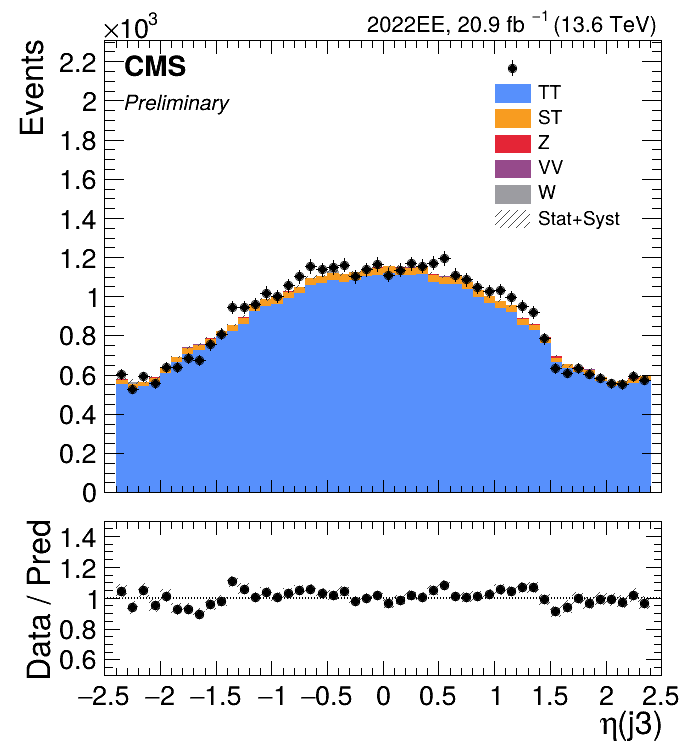 ×10³
2022EE, 20.9 fb⁻¹ (13.6 TeV)
Events
CMS
Preliminary
TT
ST
Z
VV
W
Stat+Syst
2.2
2
1.8
1.6
1.4
1.2
1
0.8
0.6
0.4
0.2
0
Data / Pred
1.4
1.2
1
0.8
0.6
−2.5 −2 −1.5 −1 −0.5 0 0.5 1 1.5 2 2.5
η(j3)